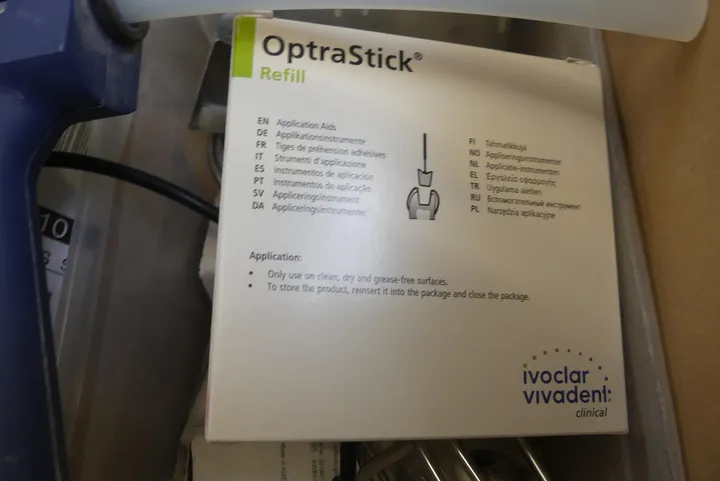 OptraStick®
Refill
EN Application Aids
DE Applikationsinstrumente
FR Tiges de préhension adhésives
IT Strumenti d'applicazione
ES Instrumentos de aplicación
PT Instrumentos de aplicação
SV Appliceringsinstrument
DA Appliceringsinstrumenter
FI Tahmatikkuja
NO Appliseringsinstrumenter
NL Applicatie-instrumenten
EL Εργαλείο εφαρμογής
TR Uygulama aletleri
RU Вспомогательный инструмент
PL Narzędzia aplikacyjne
Application:
• Only use on clean, dry and grease-free surfaces.
• To store the product, reinsert it into the package and close the package.
ivoclar
vivadent:
clinical
10